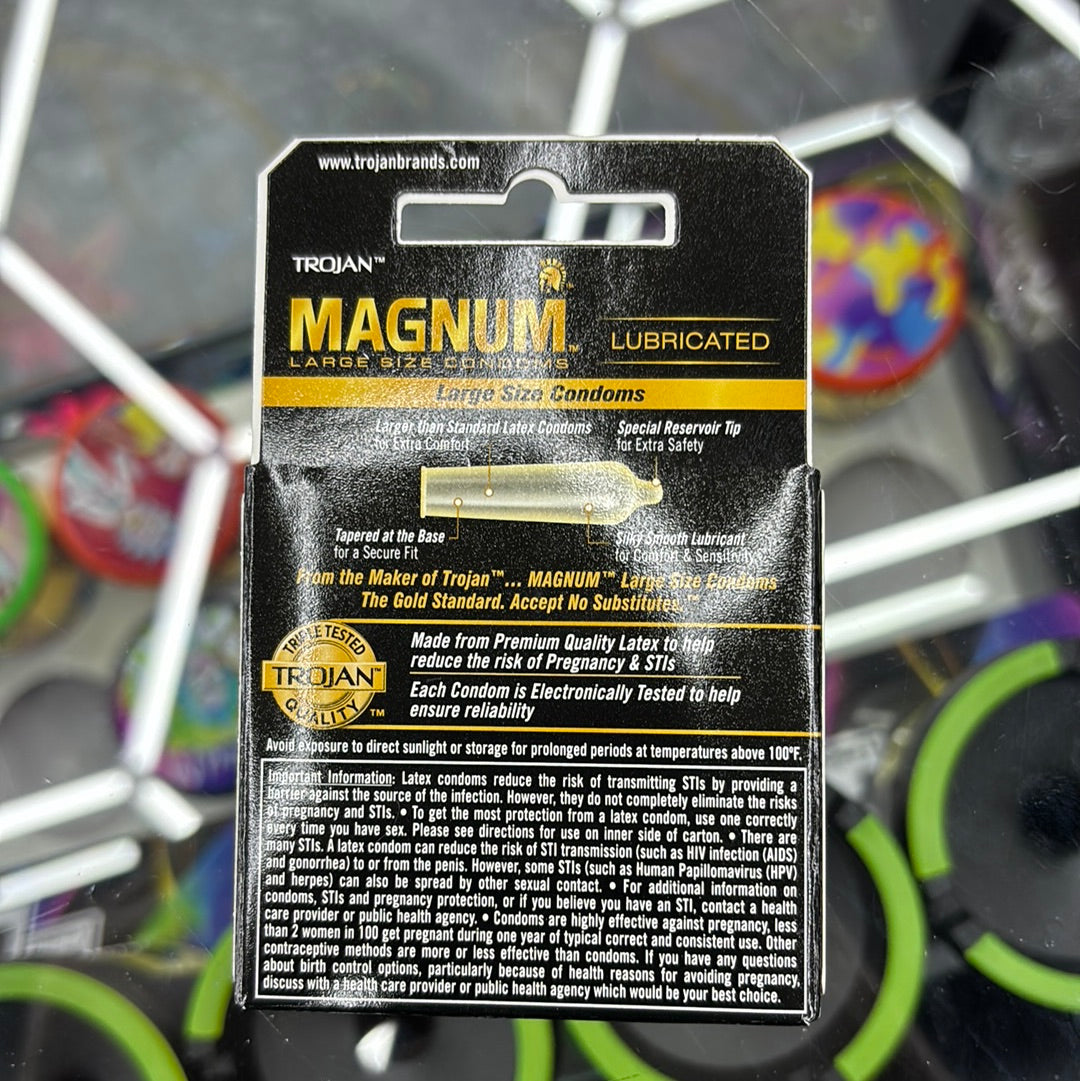 www.trojanbrands.com
TROJAN™
MAGNUM™
LARGE SIZE CONDOMS
LUBRICATED
Large Size Condoms
Larger than Standard Latex Condoms
for Extra Comfort
Special Reservoir Tip
for Extra Safety
Tapered at the Base
for a Secure Fit
Silky Smooth Lubricant
for Comfort & Sensitivity
From the Maker of Trojan™... MAGNUM™ Large Size Condoms
The Gold Standard. Accept No Substitutes.™
TRIPLE TESTED
TROJAN™
QUALITY
™
Made from Premium Quality Latex to help
reduce the risk of Pregnancy & STIs
Each Condom is Electronically Tested to help
ensure reliability
Avoid exposure to direct sunlight or storage for prolonged periods at temperatures above 100°F.
Important Information: Latex condoms reduce the risk of transmitting STIs by providing a
barrier against the source of the infection. However, they do not completely eliminate the risks
of pregnancy and STIs. • To get the most protection from a latex condom, use one correctly
every time you have sex. Please see directions for use on inner side of carton. • There are
many STIs. A latex condom can reduce the risk of STI transmission (such as HIV infection (AIDS)
and gonorrhea) to or from the penis. However, some STIs (such as Human Papillomavirus (HPV)
and herpes) can also be spread by other sexual contact. • For additional information on
condoms, STIs and pregnancy protection, or if you believe you have an STI, contact a health
care provider or public health agency. • Condoms are highly effective against pregnancy, less
than 2 women in 100 get pregnant during one year of typical correct and consistent use. Other
contraceptive methods are more or less effective than condoms. If you have any questions
about birth control options, particularly because of health reasons for avoiding pregnancy,
discuss with a health care provider or public health agency which would be your best choice.